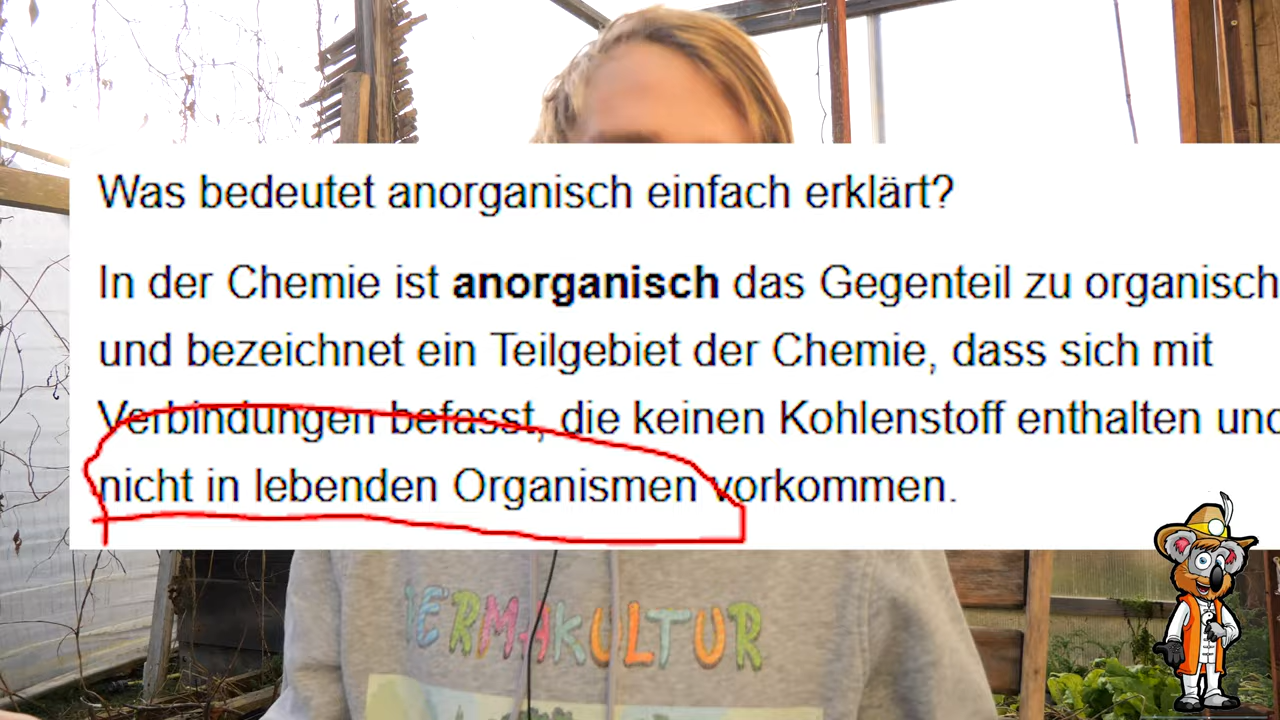 Was bedeutet anorganisch einfach erklärt?
In der Chemie ist anorganisch das Gegenteil zu organisch
und bezeichnet ein Teilgebiet der Chemie, dass sich mit
Verbindungen befasst, die keinen Kohlenstoff enthalten und
nicht in lebenden Organismen vorkommen.
PERMAKULTUR